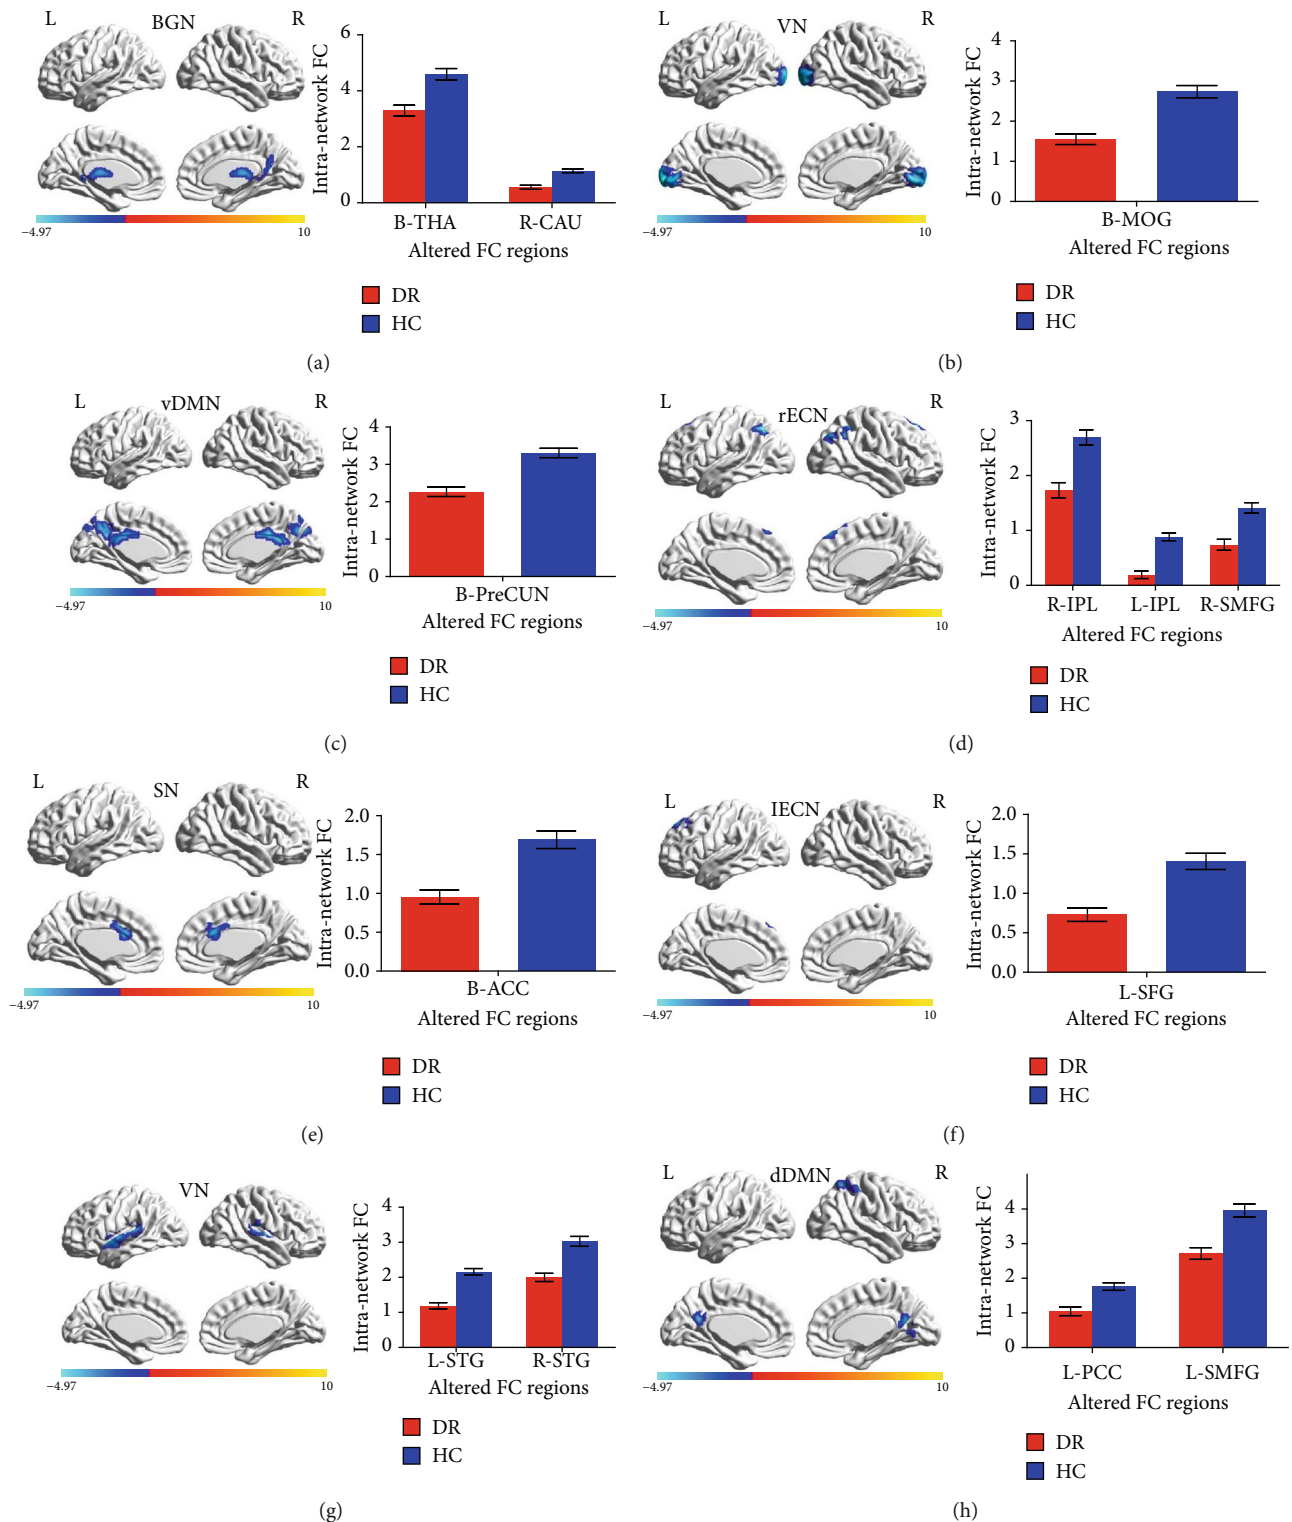 L BGN R
Intra-network FC
6
4
2
0
B-THA R-CAU
Altered FC regions
−4.97 10
DR
HC
(a)
L VN R
Intra-network FC
4
3
2
1
0
B-MOG
Altered FC regions
−4.97 10
DR
HC
(b)
L vDMN R
Intra-network FC
4
3
2
1
0
B-PreCUN
Altered FC regions
−4.97 10
DR
HC
(c)
L rECN R
Intra-network FC
3
2
1
0
R-IPL L-IPL R-SMFG
Altered FC regions
−4.97 10
DR
HC
(d)
L SN R
Intra-network FC
2.0
1.5
1.0
0.5
0.0
B-ACC
Altered FC regions
−4.97 10
DR
HC
(e)
L lECN R
Intra-network FC
2.0
1.5
1.0
0.5
0.0
L-SFG
Altered FC regions
−4.97 10
DR
HC
(f)
VN
Intra-network FC
4
3
2
1
0
L-STG R-STG
Altered FC regions
−4.97 10
DR
HC
(g)
L dDMN R
Intra-network FC
4
3
2
1
0
L-PCC L-SMFG
Altered FC regions
−4.97 10
DR
HC
(h)